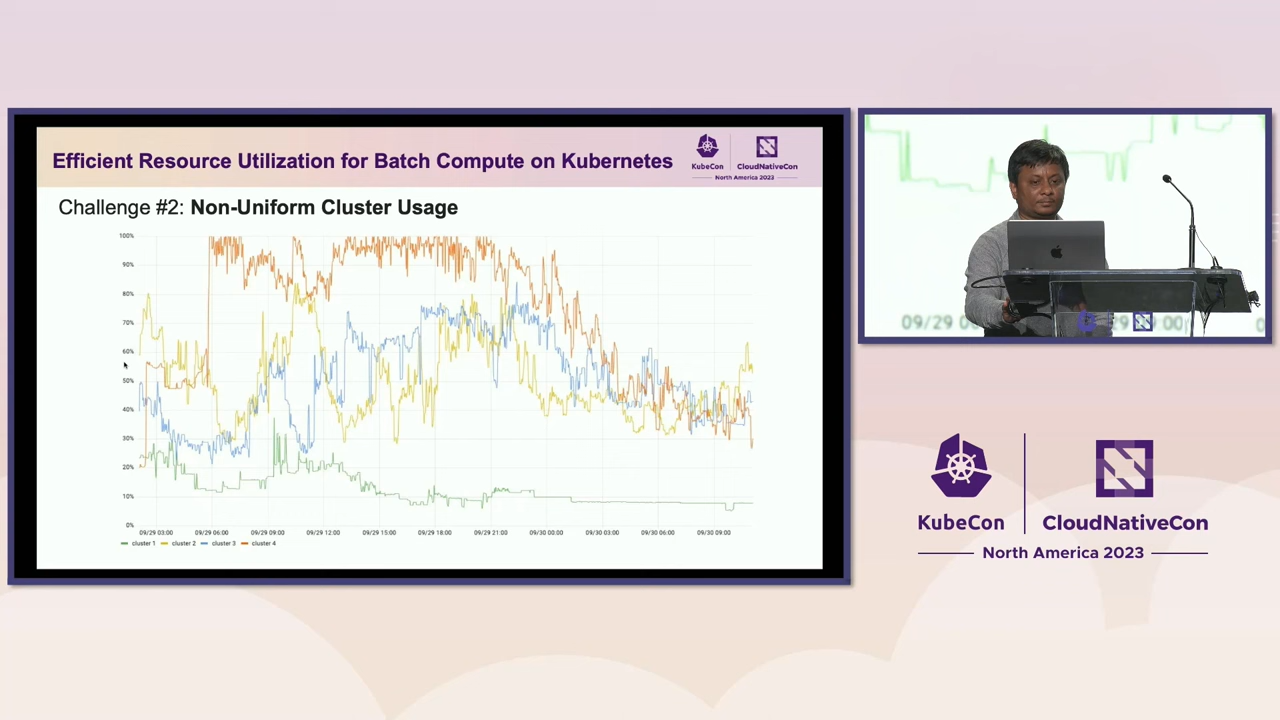 Efficient Resource Utilization for Batch Compute on Kubernetes
KubeCon
CloudNativeCon
North America 2023
Challenge #2: Non-Uniform Cluster Usage
100%
90%
80%
70%
60%
50%
40%
30%
20%
10%
0%
09/29 03:00 09/29 06:00 09/29 09:00 09/29 12:00 09/29 15:00 09/29 18:00 09/29 21:00 09/30 00:00 09/30 03:00 09/30 06:00 09/30 09:00
cluster 1 cluster 2 cluster 3 cluster 4
09/29
KubeCon
CloudNativeCon
North America 2023